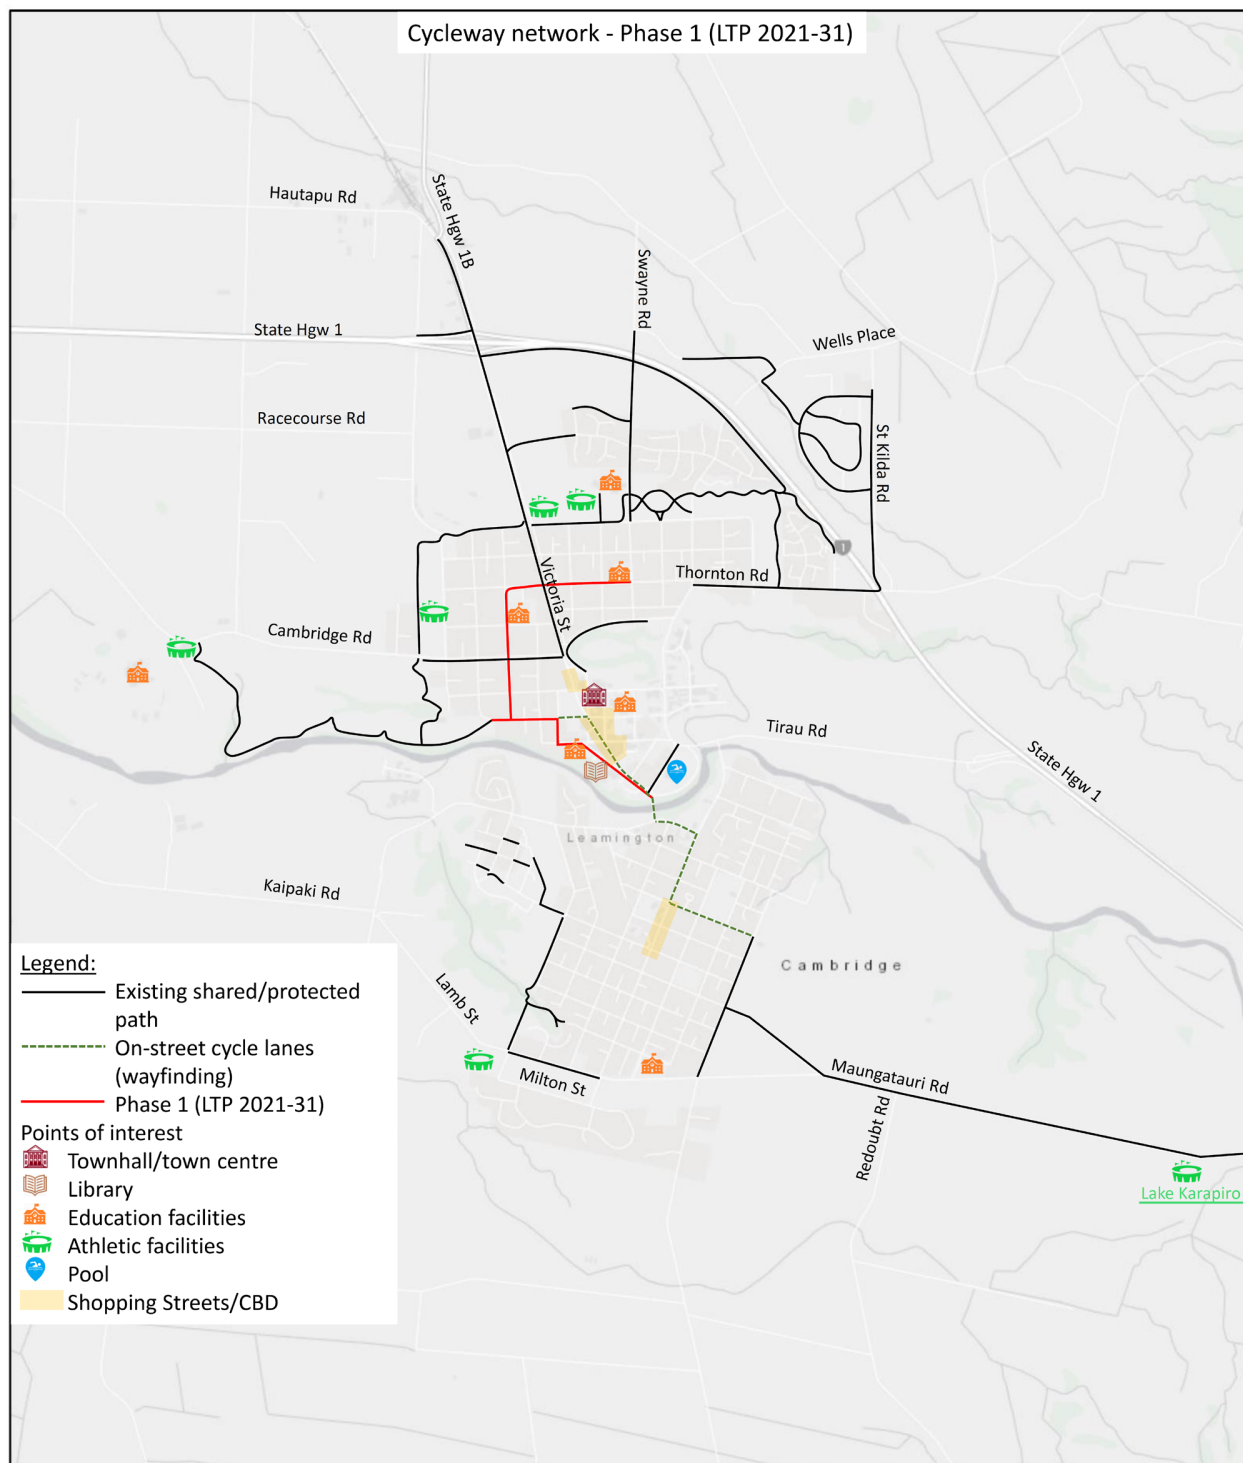 Cycleway network - Phase 1 (LTP 2021-31)
Hautapu Rd
State Hgw 1B
Swayne Rd
State Hgw 1
Wells Place
Racecourse Rd
St Kilda Rd
1
Victoria St
Thornton Rd
Cambridge Rd
Tirau Rd
State Hgw 1
Leamington
Kaipaki Rd
Cambridge
Lamb St
Milton St
Maungatauri Rd
Redoubt Rd
Lake Karapiro
Legend:
Existing shared/protected
path
On-street cycle lanes
(wayfinding)
Phase 1 (LTP 2021-31)
Points of interest
Townhall/town centre
Library
Education facilities
Athletic facilities
Pool
Shopping Streets/CBD